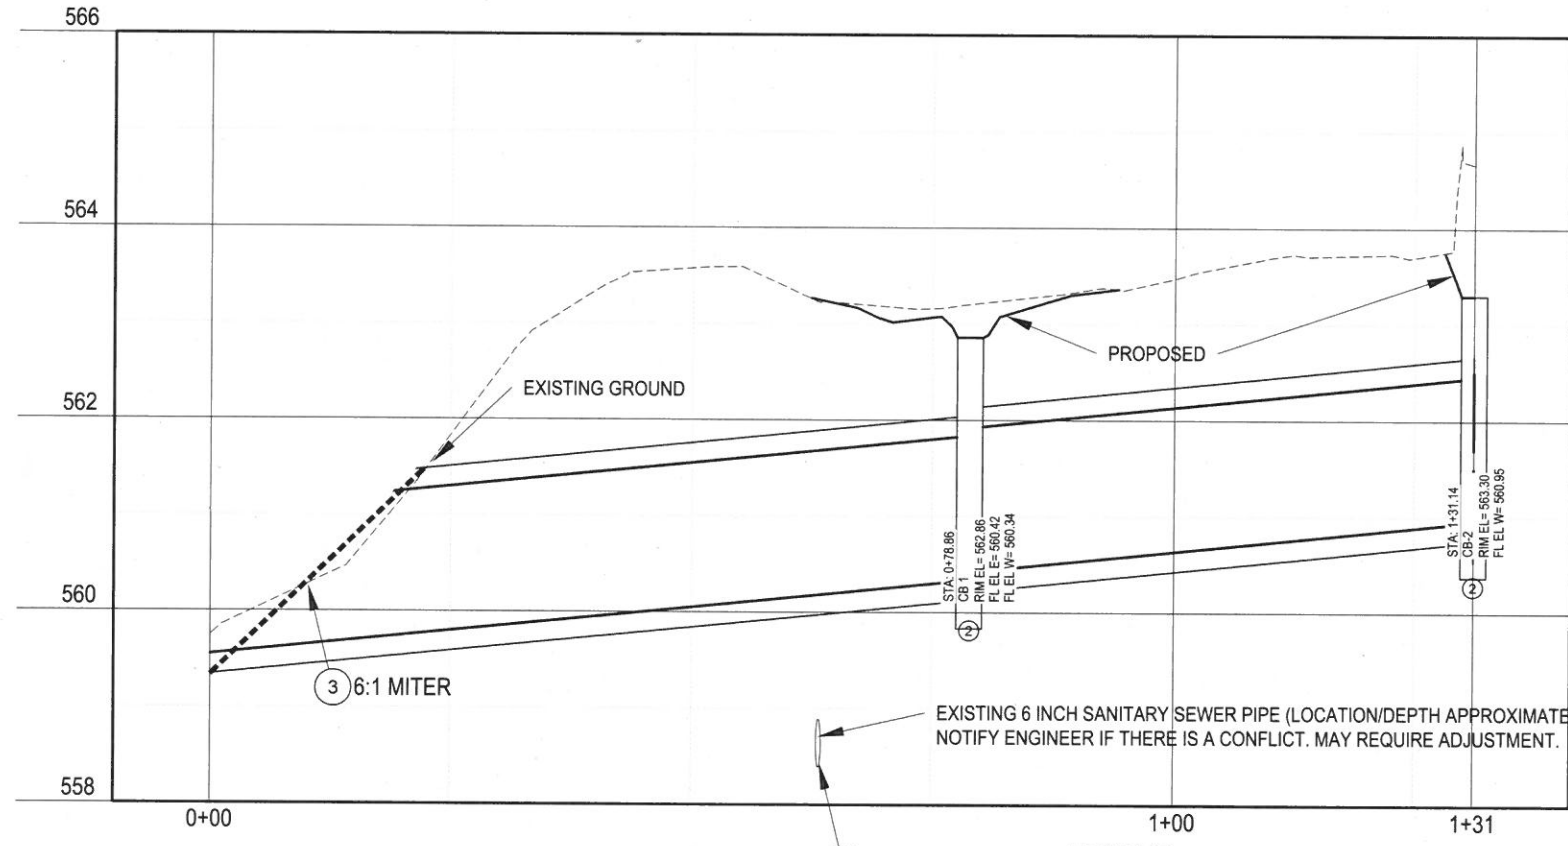 566
564
562
560
558
EXISTING GROUND
PROPOSED
STA: 0+78.86
CB 1
RIM EL= 562.86
FL EL E= 560.42
FL EL W= 560.34
2
STA: 1+31.14
CB-2
RIM EL= 563.30
FL EL W= 560.95
2
3 6:1 MITER
EXISTING 6 INCH SANITARY SEWER PIPE (LOCATION/DEPTH APPROXIMATE
NOTIFY ENGINEER IF THERE IS A CONFLICT. MAY REQUIRE ADJUSTMENT.
0+00
1+00
1+31